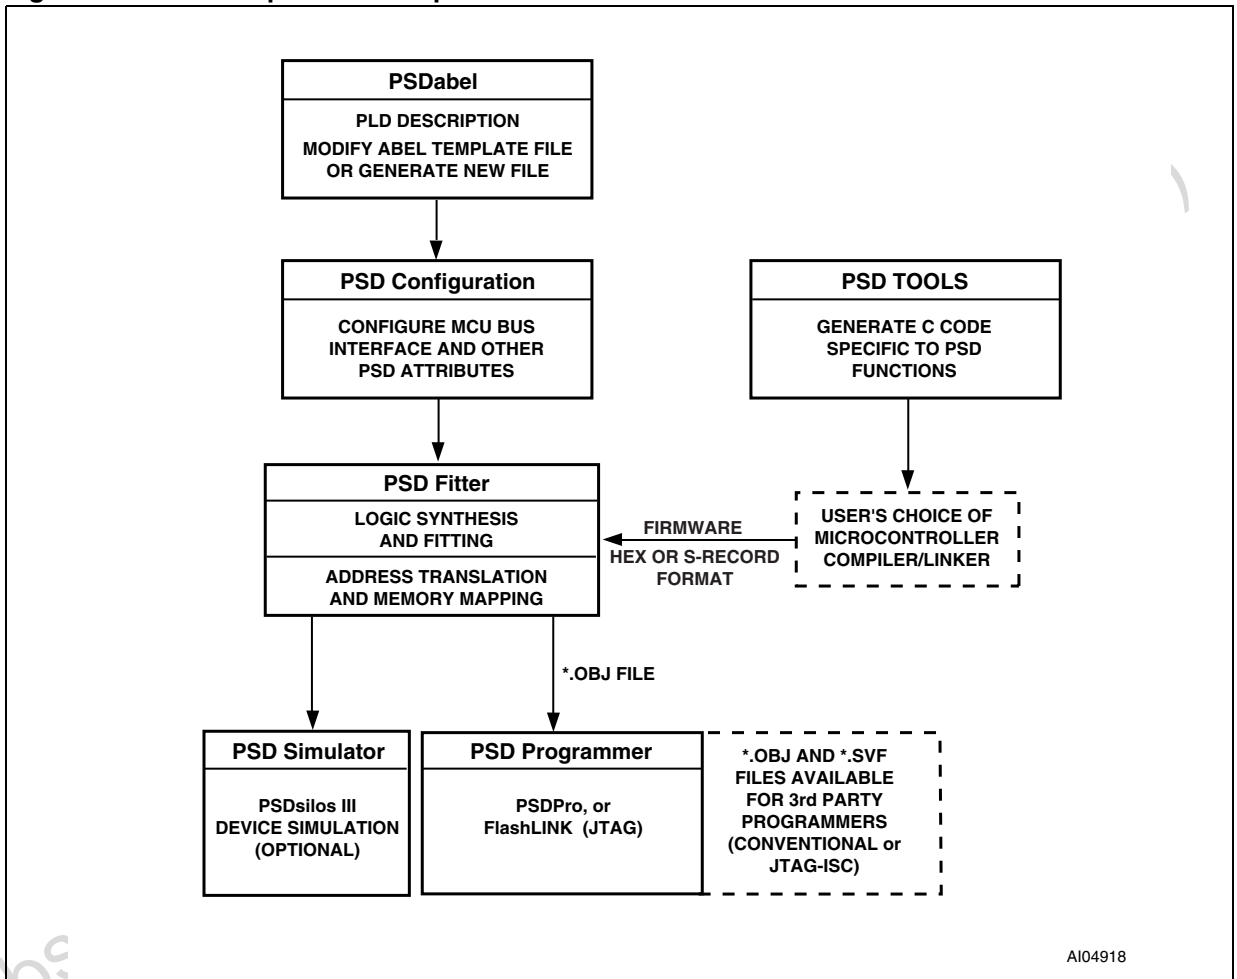 PSDabel
PLD DESCRIPTION
MODIFY ABEL TEMPLATE FILE
OR GENERATE NEW FILE
PSD Configuration
CONFIGURE MCU BUS
INTERFACE AND OTHER
PSD ATTRIBUTES
PSD TOOLS
GENERATE C CODE
SPECIFIC TO PSD
FUNCTIONS
PSD Fitter
LOGIC SYNTHESIS
AND FITTING
ADDRESS TRANSLATION
AND MEMORY MAPPING
FIRMWARE
HEX OR S-RECORD
FORMAT
USER'S CHOICE OF
MICROCONTROLLER
COMPILER/LINKER
*.OBJ FILE
PSD Simulator
PSDsilos III
DEVICE SIMULATION
(OPTIONAL)
PSD Programmer
PSDPro, or
FlashLINK (JTAG)
*.OBJ AND *.SVF
FILES AVAILABLE
FOR 3rd PARTY
PROGRAMMERS
(CONVENTIONAL or
JTAG-ISC)
AI04918